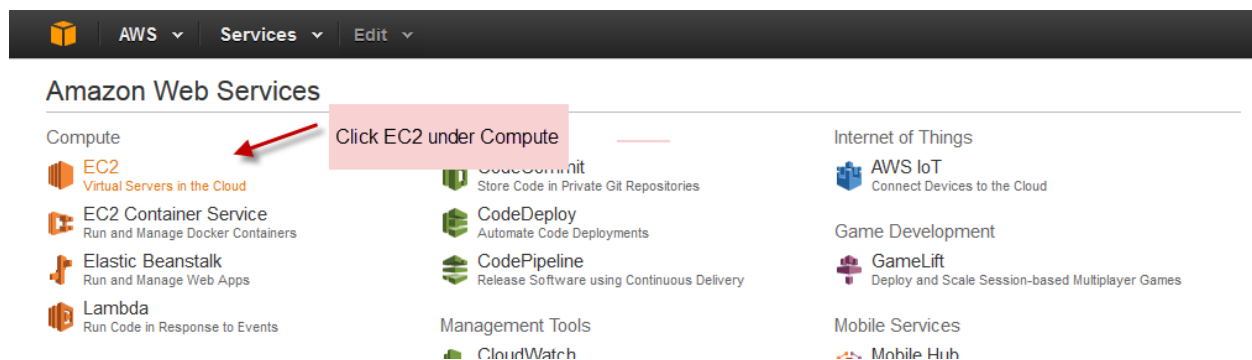 AWS Services Edit
Amazon Web Services
Click EC2 under Compute
Compute
EC2
Virtual Servers in the Cloud
EC2 Container Service
Run and Manage Docker Containers
Elastic Beanstalk
Run and Manage Web Apps
Lambda
Run Code in Response to Events
CodeCommit
Store Code in Private Git Repositories
CodeDeploy
Automate Code Deployments
CodePipeline
Release Software using Continuous Delivery
Management Tools
CloudWatch
Internet of Things
AWS IoT
Connect Devices to the Cloud
Game Development
GameLift
Deploy and Scale Session-based Multiplayer Games
Mobile Services
Mobile Hub